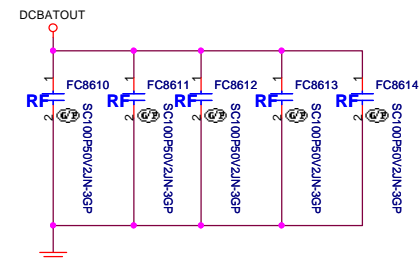 DCBATOUT
1 FC8610 1 FC8611 1 FC8612 1 FC8613 1 FC8614
RF RF RF RF RF
2 G/P 2 G/P 2 G/P 2 G/P 2 G/P
SC100P50V2JN-3GP
SC100P50V2JN-3GP
SC100P50V2JN-3GP
SC100P50V2JN-3GP
SC100P50V2JN-3GP